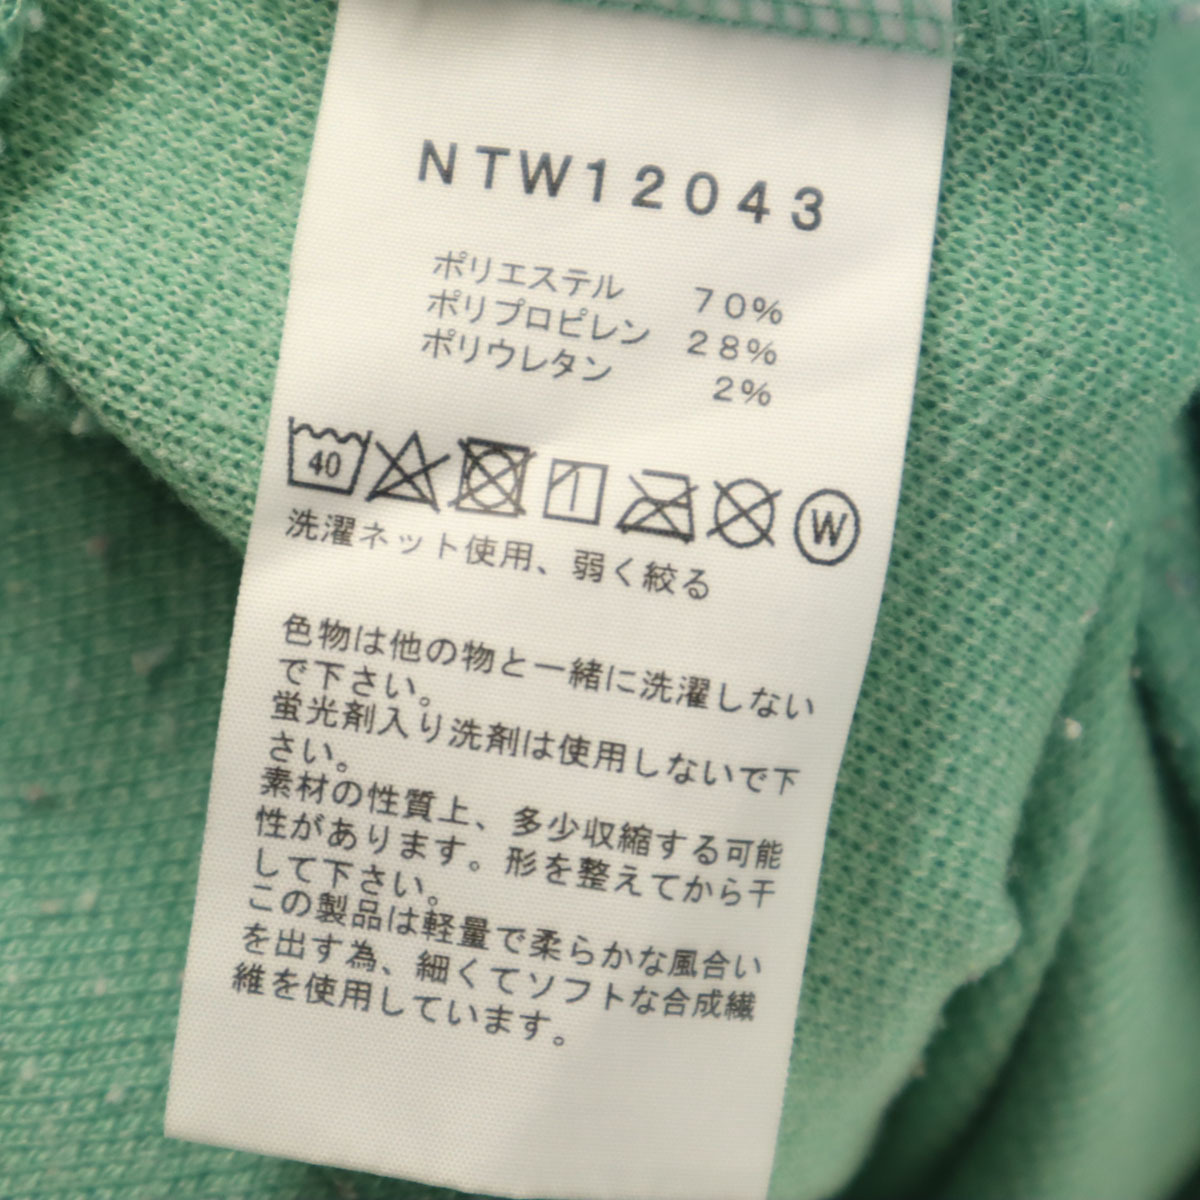 NTW12043
ポリエステル 70%
ポリプロピレン 28%
ポリウレタン 2%
40
W
洗濯ネット使用、弱く絞る
色物は他の物と一緒に洗濯しない
で下さい。
蛍光剤入り洗剤は使用しないで下
さい。
素材の性質上、多少収縮する可能
性があります。形を整えてから干
して下さい。
この製品は軽量で柔らかな風合い
を出す為、細くてソフトな合成繊
維を使用しています。